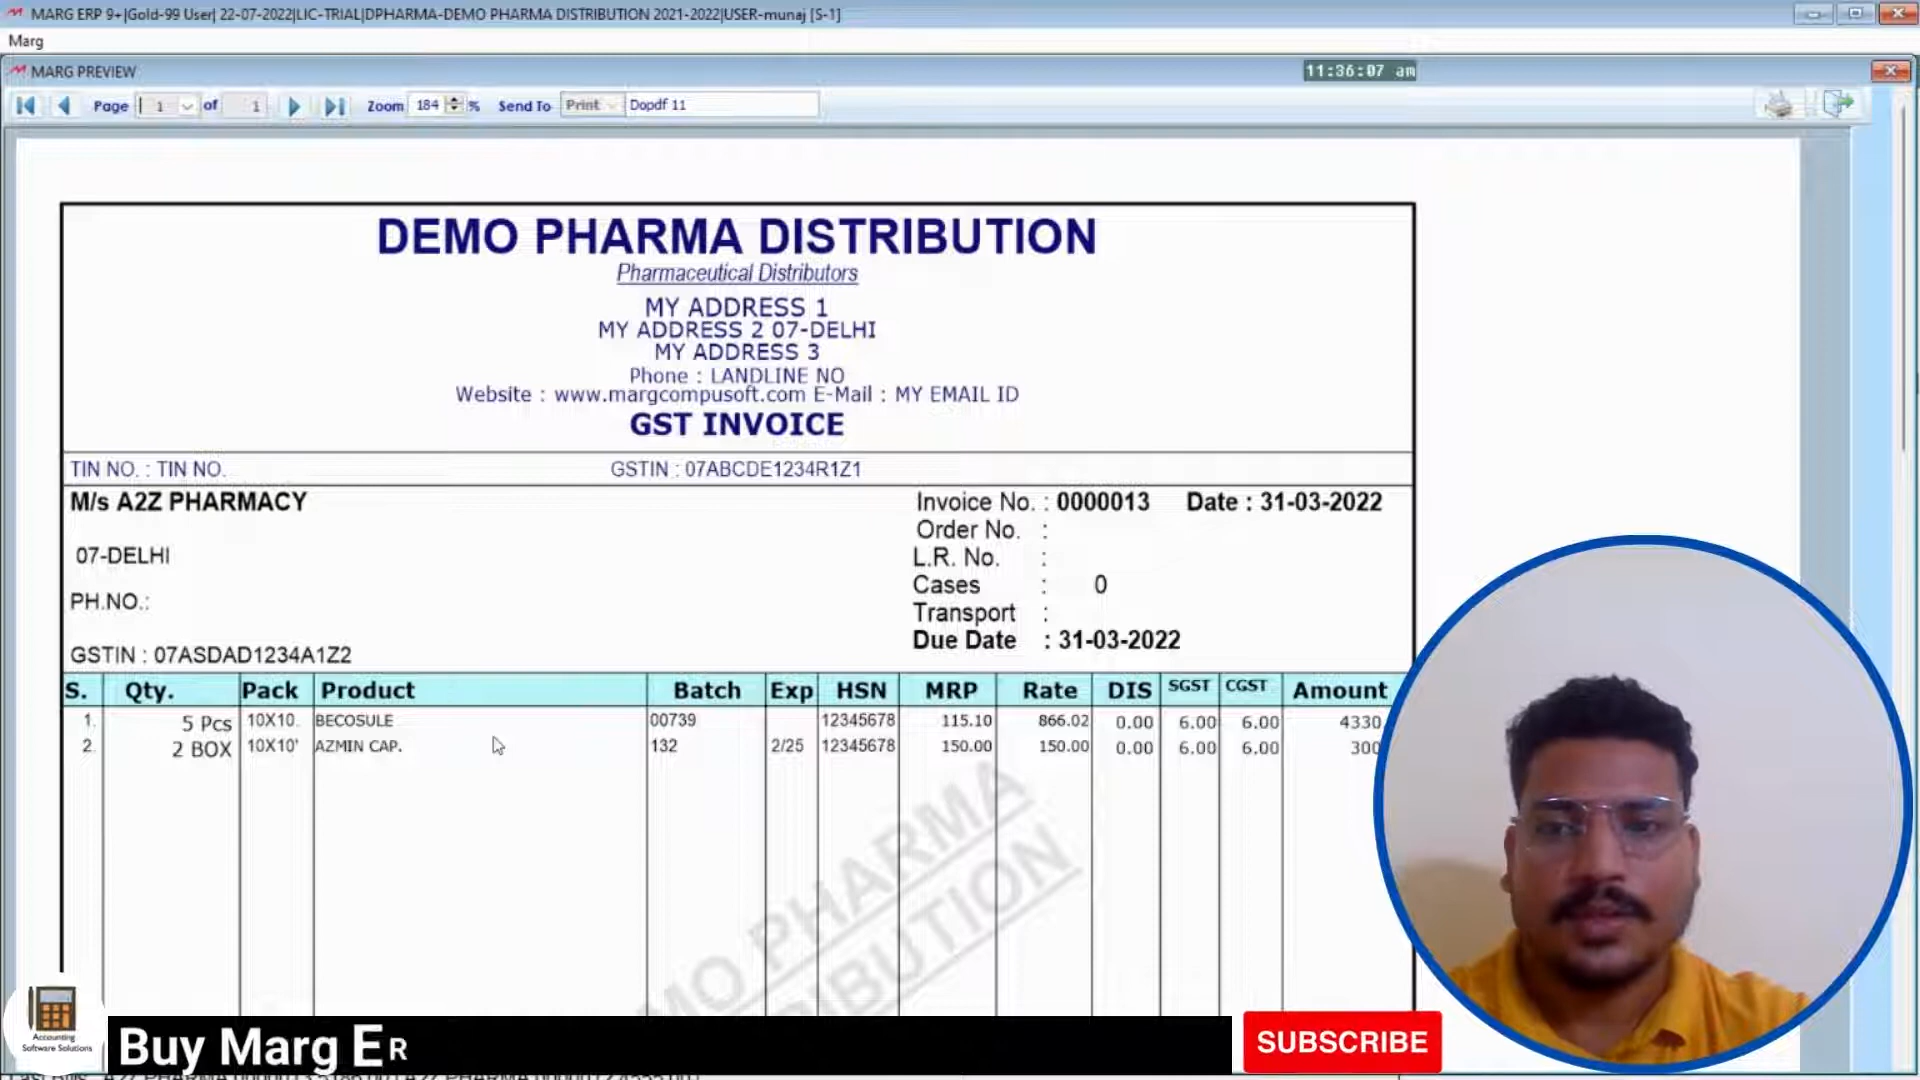 MARG ERP 9+|Gold-99 User| 22-07-2022|LIC-TRIAL|DPHARMA-DEMO PHARMA DISTRIBUTION 2021-2022|USER-munaj [S-1]
Marg
MARG PREVIEW 11:36:07 am
Page 1 of 1 Zoom 184 % Send To Print Dopdf 11
DEMO PHARMA DISTRIBUTION
Pharmaceutical Distributors
MY ADDRESS 1
MY ADDRESS 2 07-DELHI
MY ADDRESS 3
Phone : LANDLINE NO
Website : www.margcompusoft.com E-Mail : MY EMAIL ID
GST INVOICE
TIN NO. : TIN NO. GSTIN : 07ABCDE1234R1Z1
M/s A2Z PHARMACY Invoice No. : 0000013 Date : 31-03-2022
Order No. :
07-DELHI L.R. No. :
Cases : 0
PH.NO.: Transport :
Due Date : 31-03-2022
GSTIN : 07ASDAD1234A1Z2
S. Qty. Pack Product Batch Exp HSN MRP Rate DIS SGST CGST Amount
1. 5 Pcs 10X10. BECOSULE 00739 12345678 115.10 866.02 0.00 6.00 6.00 4330
2. 2 BOX 10X10' AZMIN CAP. 132 2/25 12345678 150.00 150.00 0.00 6.00 6.00 300
MO PHARMA
RIBUTION
Accounting
Software Solutions
Buy Marg ER
SUBSCRIBE